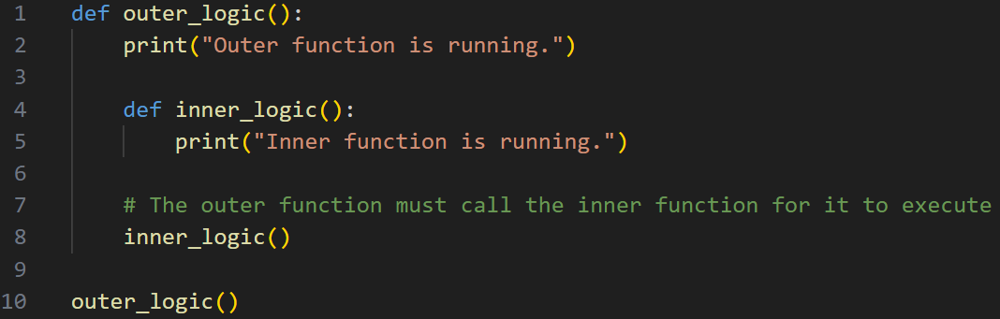 1 def outer_logic():
2     print("Outer function is running.")
3
4     def inner_logic():
5         print("Inner function is running.")
6
7     # The outer function must call the inner function for it to execute
8     inner_logic()
9
10 outer_logic()